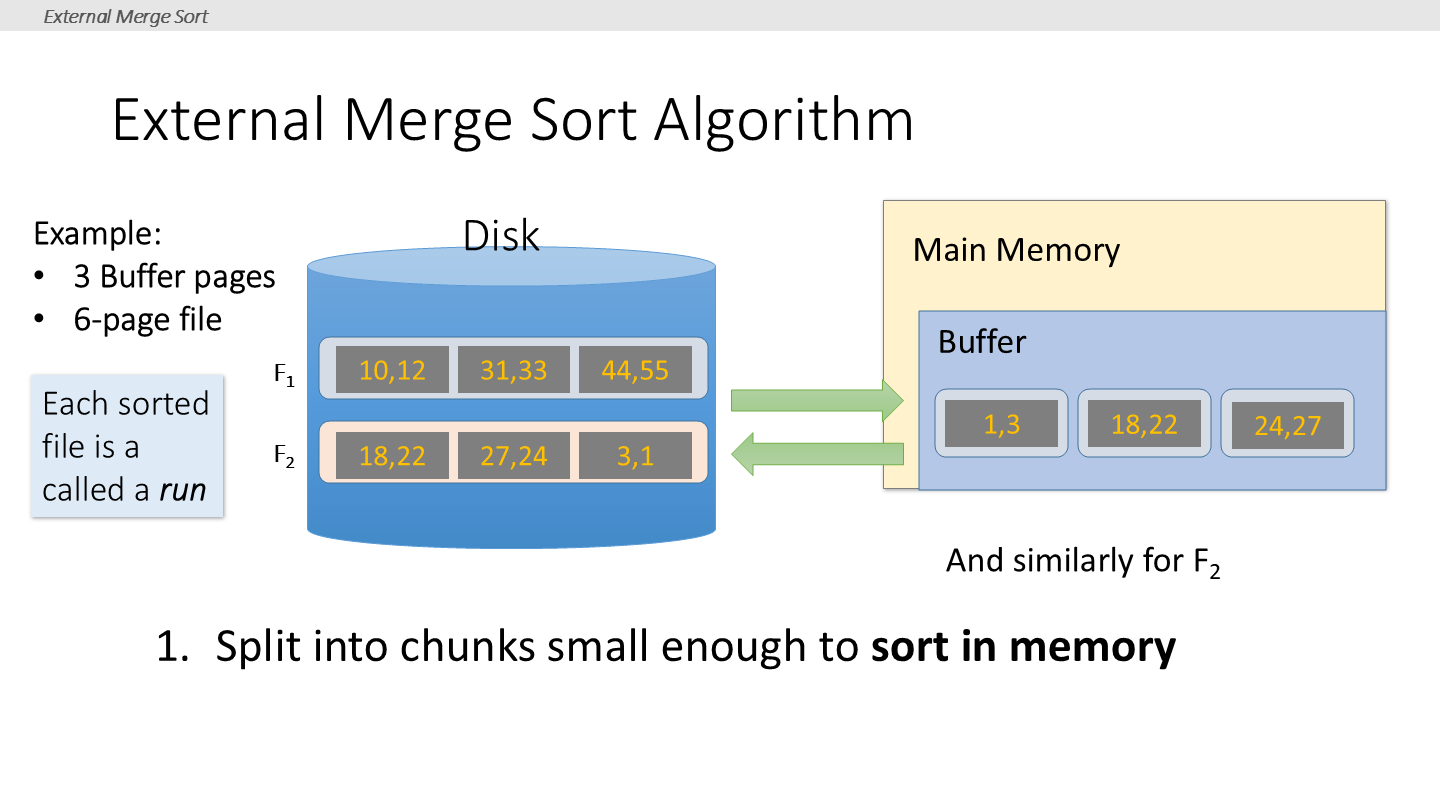 External Merge Sort
External Merge Sort Algorithm
Example:
• 3 Buffer pages
• 6-page file
Each sorted
file is a
called a run
Disk
F1
10,12 31,33 44,55
F2
18,22 27,24 3,1
Main Memory
Buffer
1,3 18,22 24,27
And similarly for F2
1. Split into chunks small enough to sort in memory